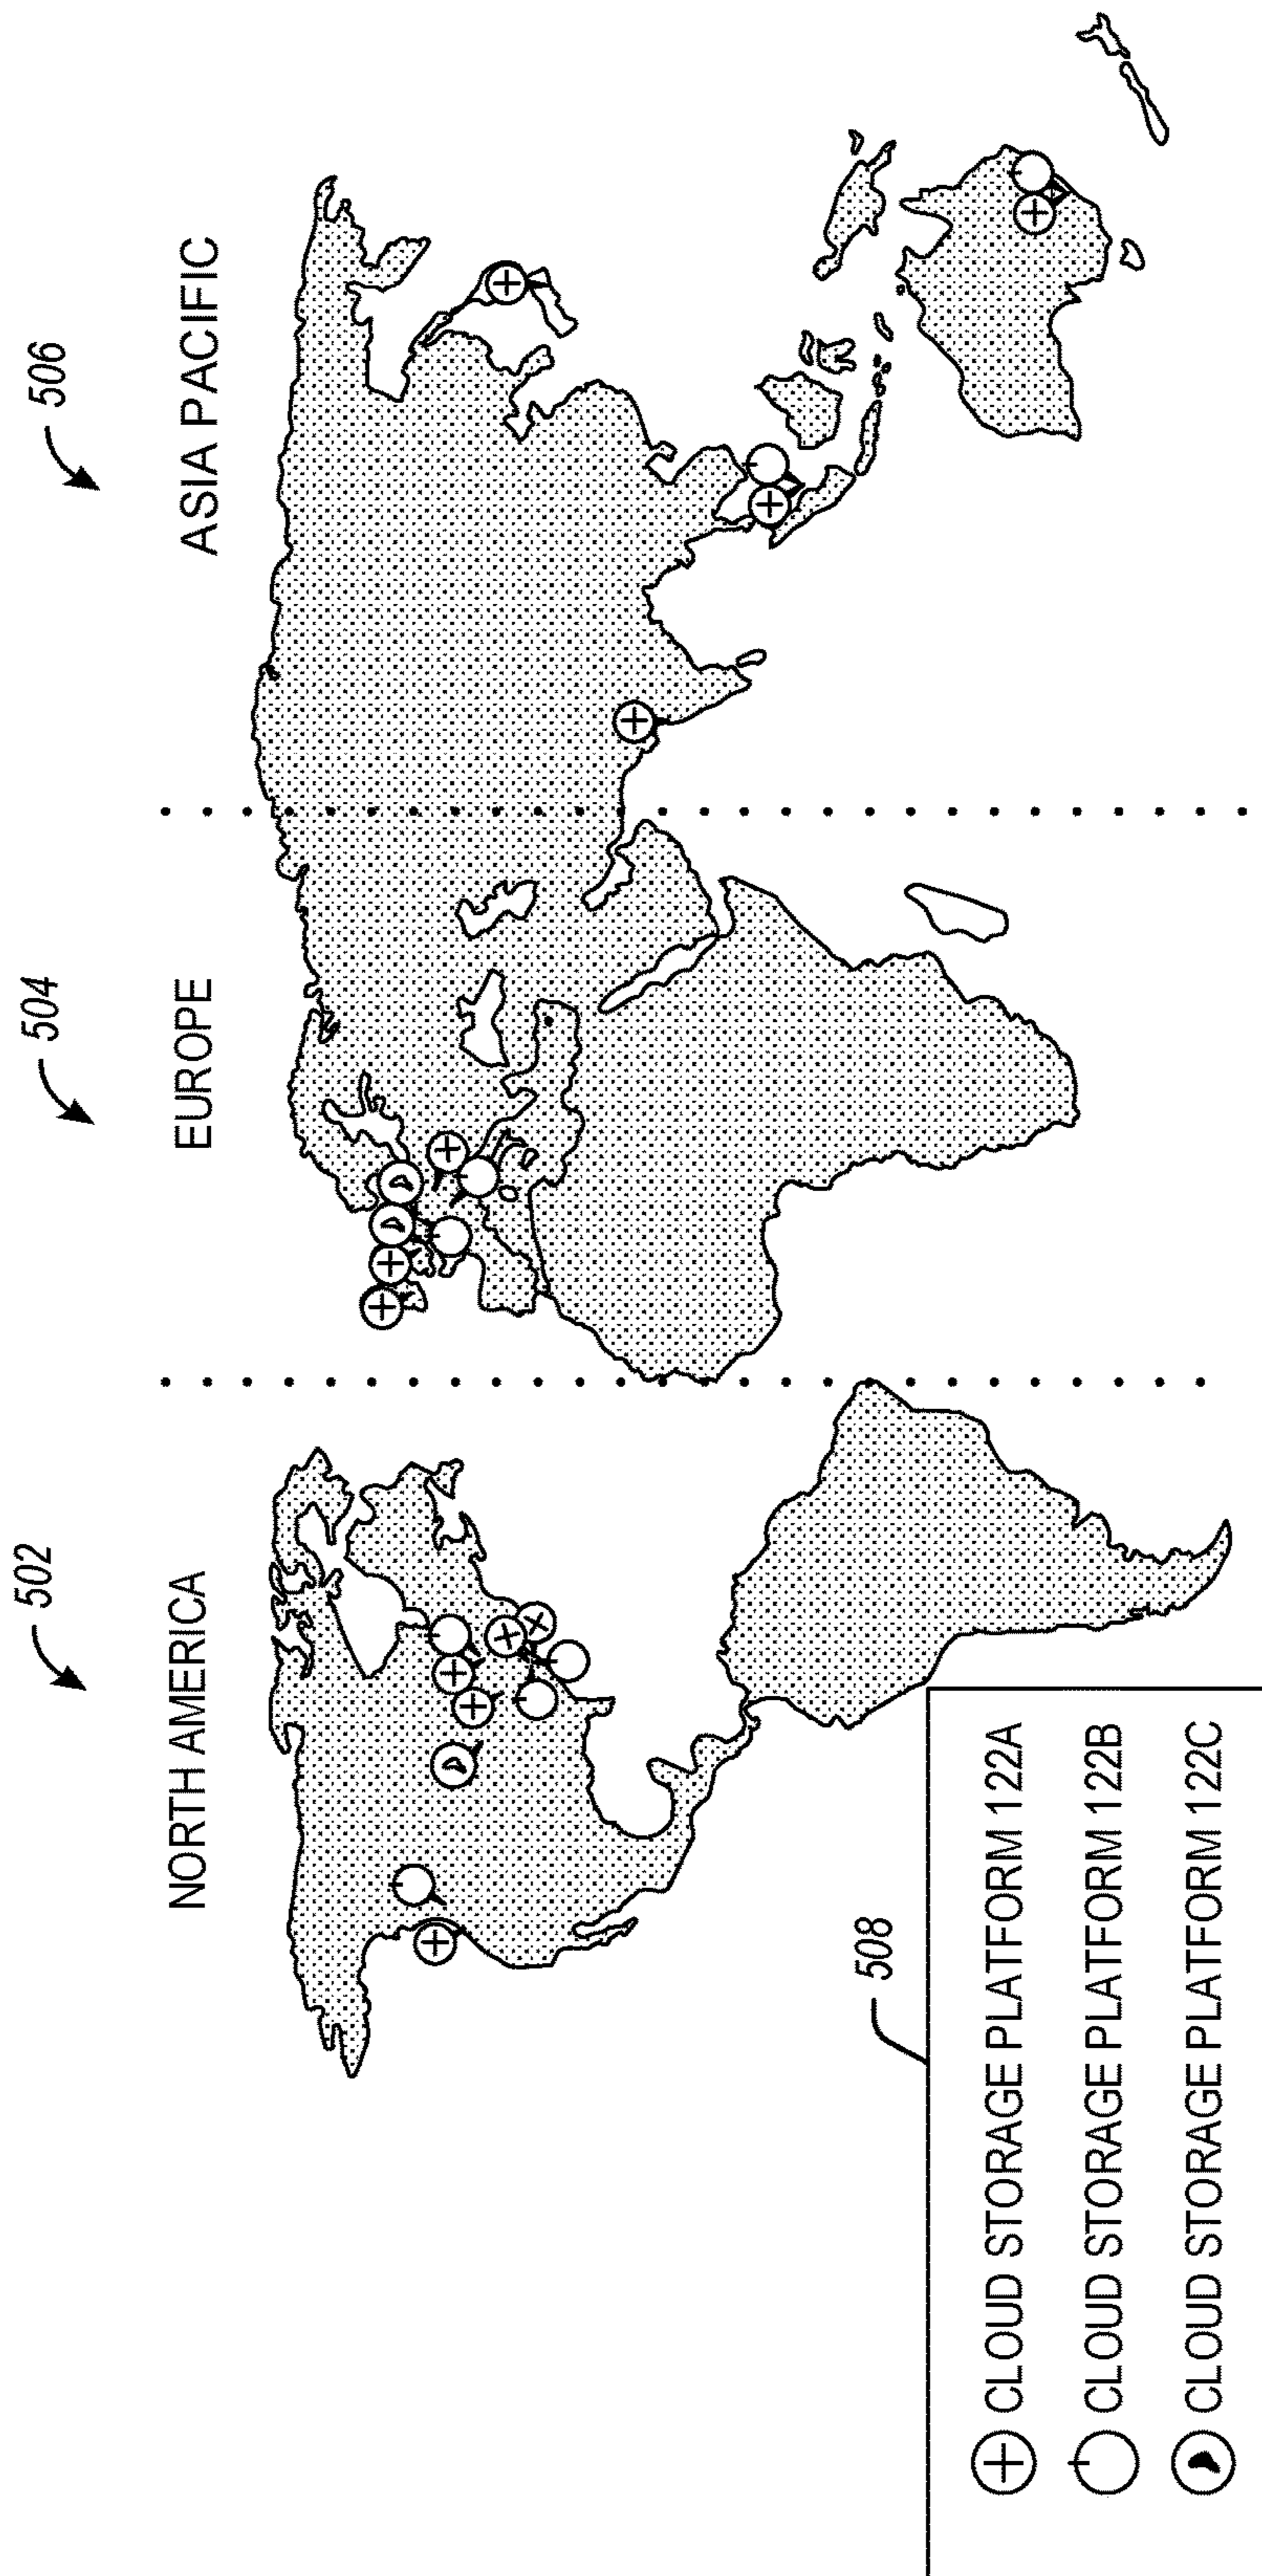 502
504
506
NORTH AMERICA
EUROPE
ASIA PACIFIC
508
CLOUD STORAGE PLATFORM 122A
CLOUD STORAGE PLATFORM 122B
CLOUD STORAGE PLATFORM 122C